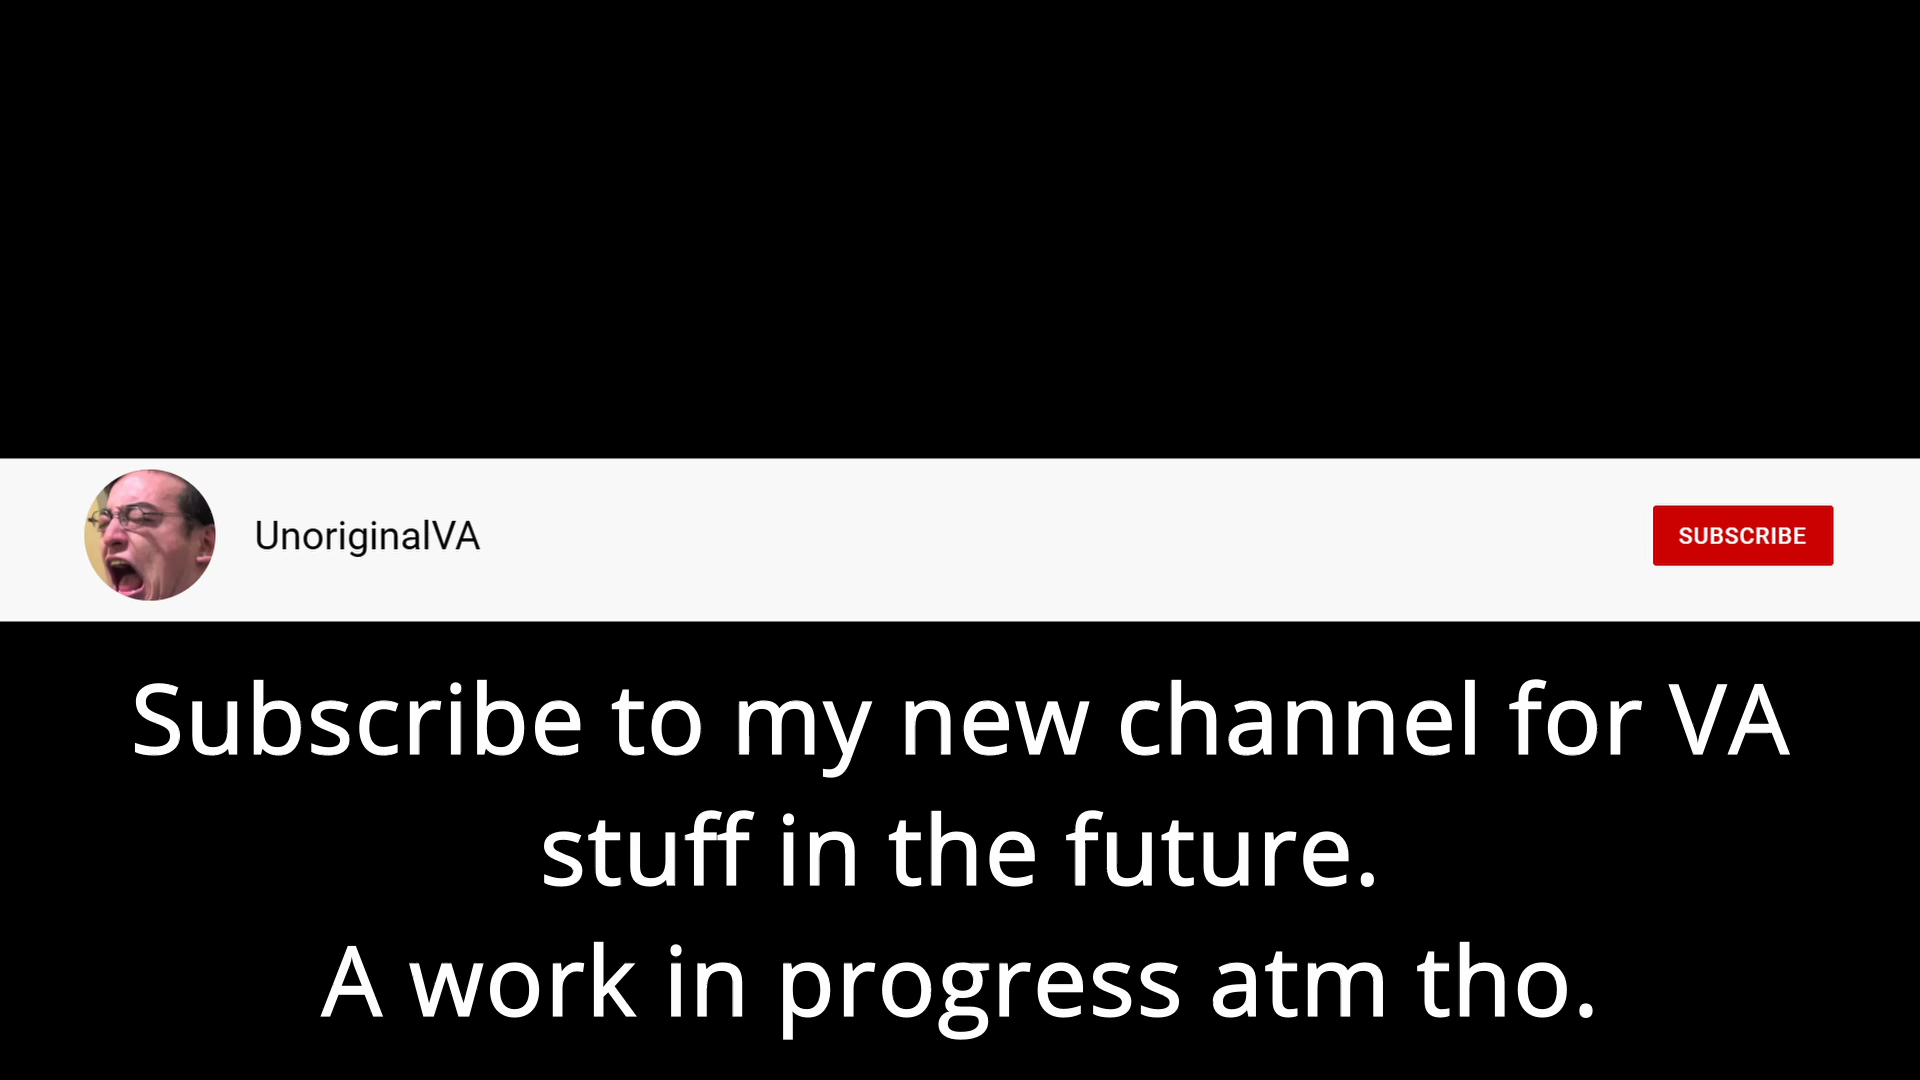 UnoriginalVA
SUBSCRIBE
Subscribe to my new channel for VA
stuff in the future.
A work in progress atm tho.